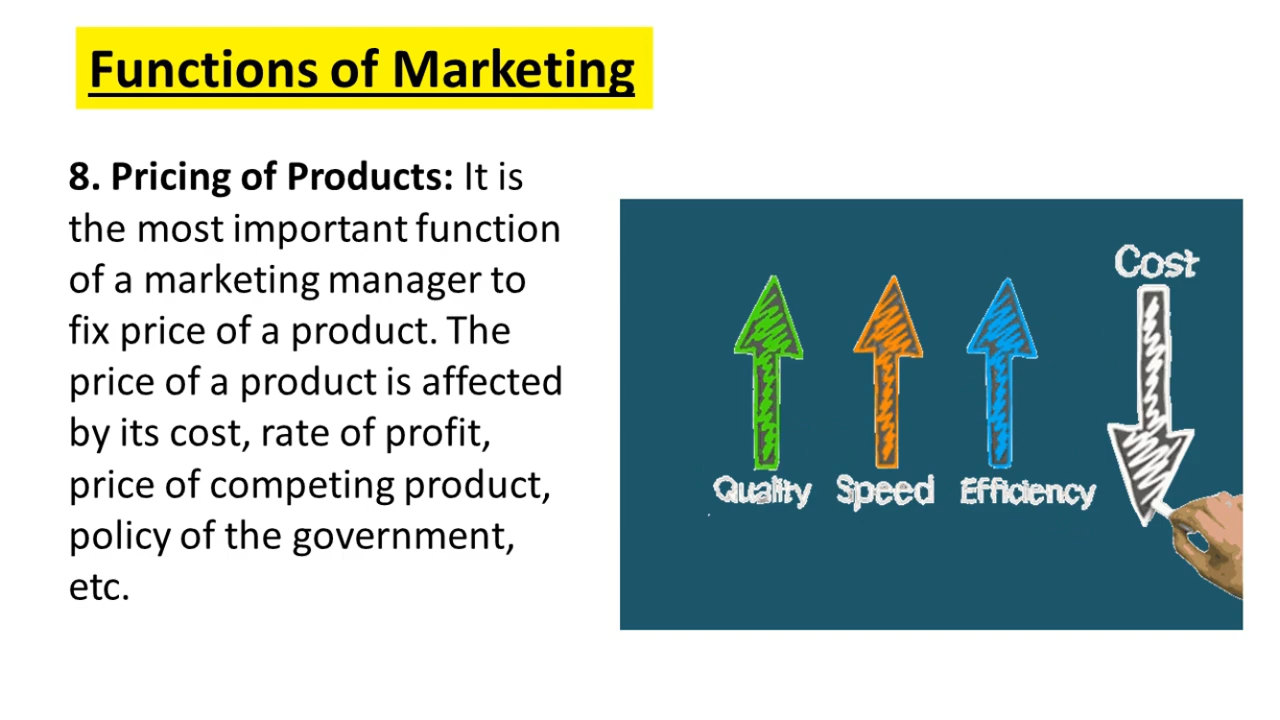 Functions of Marketing
8. Pricing of Products: It is
the most important function
of a marketing manager to
fix price of a product. The
price of a product is affected
by its cost, rate of profit,
price of competing product,
policy of the government,
etc.
Cost
Quality Speed Efficiency